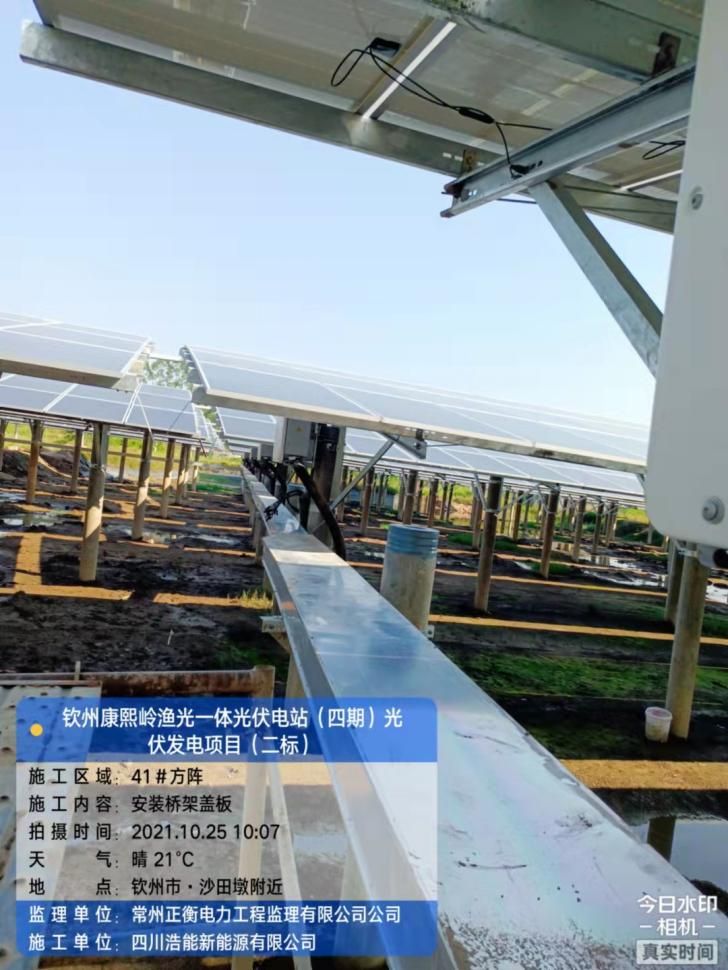 钦州康熙岭渔光一体光伏电站（四期）光
伏发电项目（二标）
施工区域：41#方阵
施工内容：安装桥架盖板
拍摄时间：2021.10.25 10:07
天　　气：晴 21℃
地　　点：钦州市·沙田墩附近
监理单位：常州正衡电力工程监理有限公司公司
施工单位：四川浩能新能源有限公司
今日水印
-相机-
真实时间